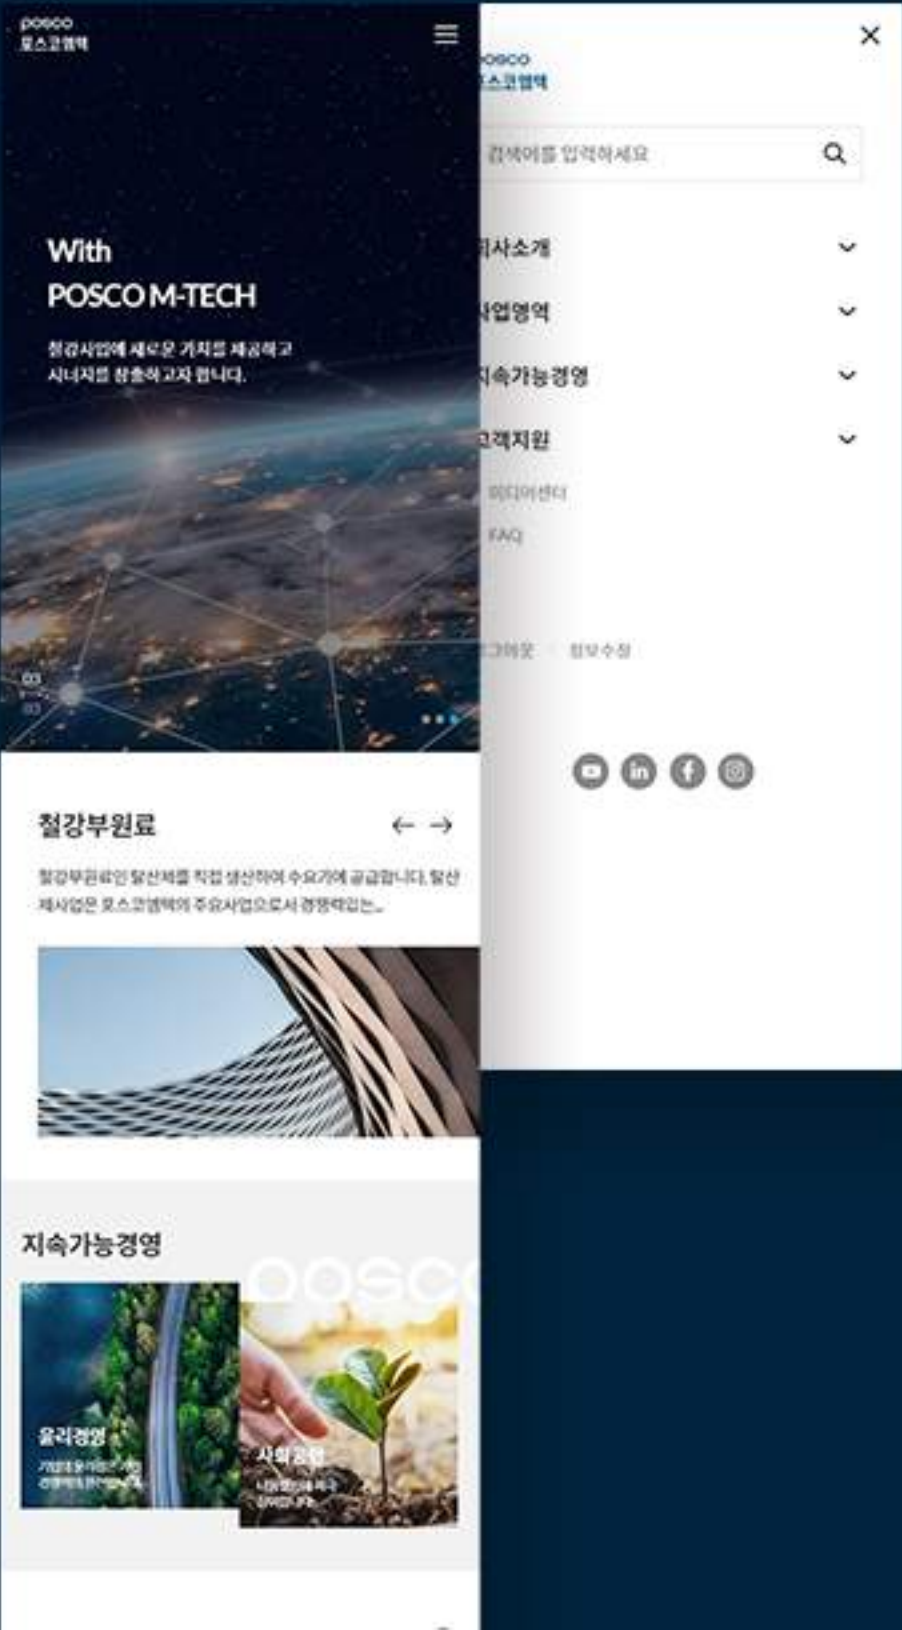 posco
포스코엠텍
With
POSCO M-TECH
철강사업에 새로운 가치를 제공하고
시너지를 창출하고자 합니다.
03
03
철강부원료
철강부원료인 탈산제를 직접 생산하여 수요가에 공급합니다. 탈산
제사업은 포스코엠텍의 주요사업으로서 경쟁력있는...
지속가능경영
posco
윤리경영
사회공헌
posco
포스코엠텍
검색어를 입력하세요
회사소개
사업영역
지속가능경영
고객지원
미디어센터
FAQ
로그아웃
정보수정